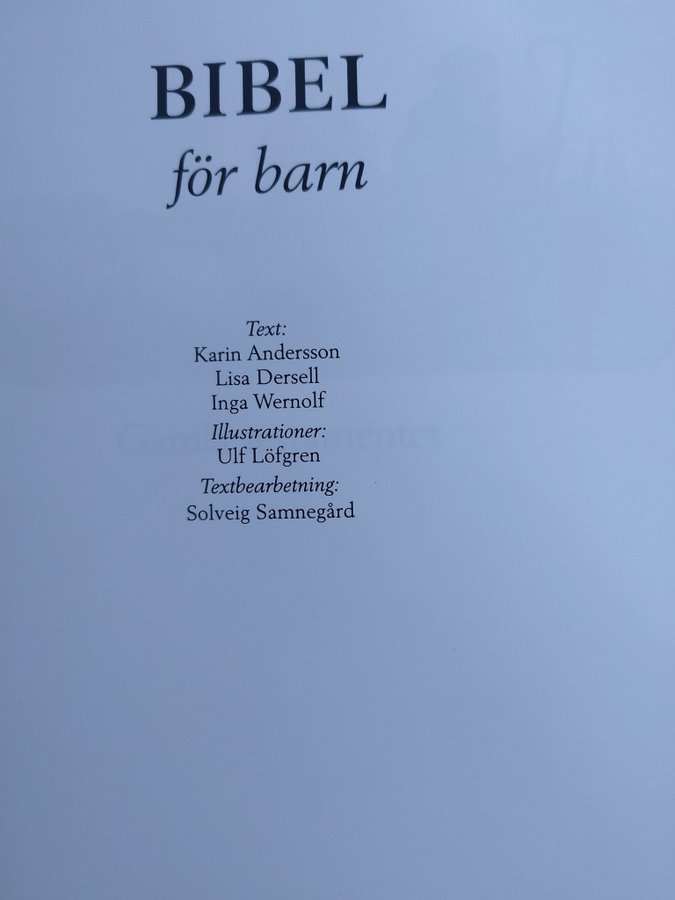 BIBEL
för barn
Text:
Karin Andersson
Lisa Dersell
Inga Wernolf
Illustrationer:
Ulf Löfgren
Textbearbetning:
Solveig Samnegård